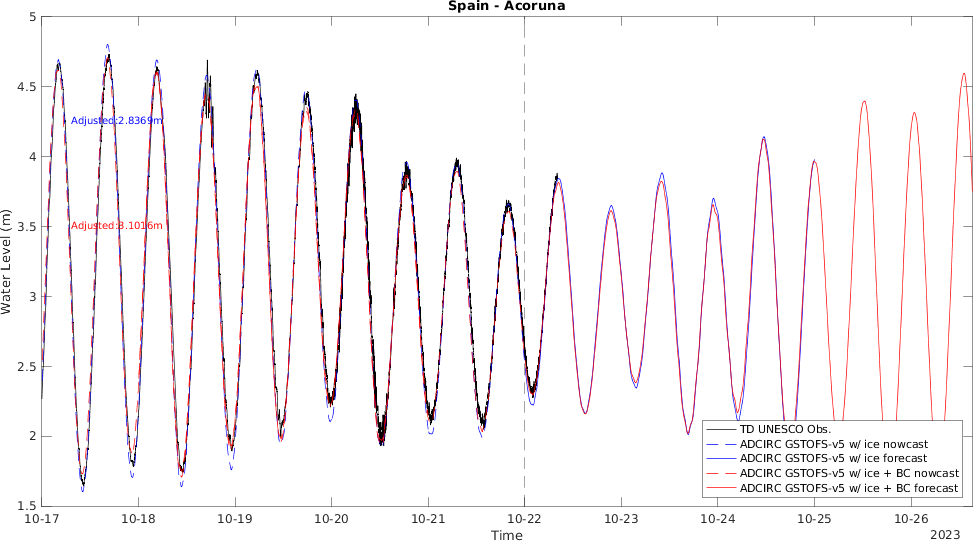 Spain - Acoruna
5
4.5
4
3.5
3
2.5
2
1.5
Water Level (m)
Adjusted:2.8369m
Adjusted:3.1016m
TD UNESCO Obs.
ADCIRC GSTOFS-v5 w/ ice nowcast
ADCIRC GSTOFS-v5 w/ ice forecast
ADCIRC GSTOFS-v5 w/ ice + BC nowcast
ADCIRC GSTOFS-v5 w/ ice + BC forecast
10-17 10-18 10-19 10-20 10-21 10-22 10-23 10-24 10-25 10-26
Time
2023